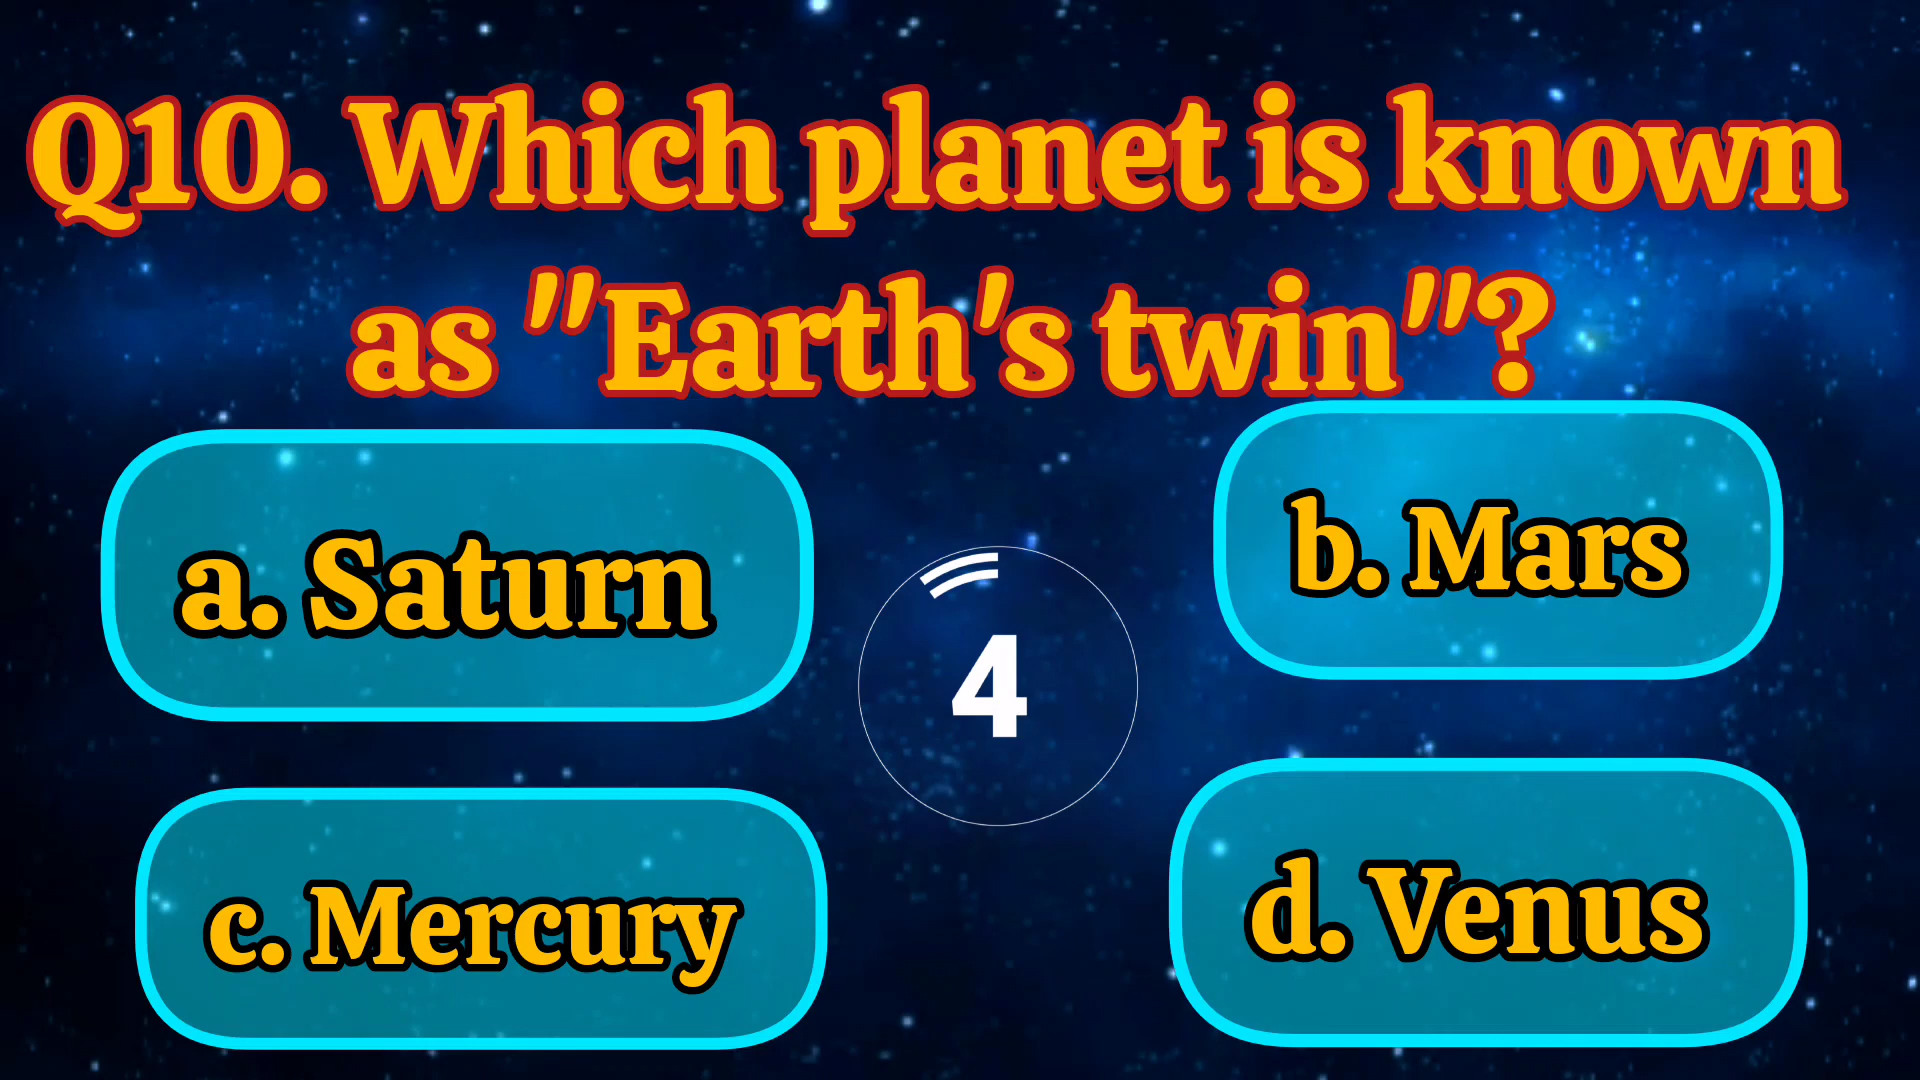 Q10. Which planet is known
as "Earth's twin"?
a. Saturn
b. Mars
4
c. Mercury
d. Venus